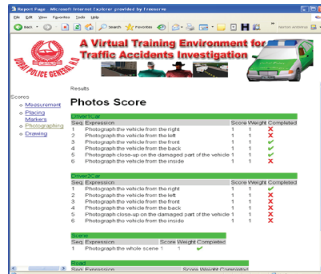 Report Page - Microsoft Internet Explorer provided by Freeserve
File Edit View Favorites Tools Help
Back Search Favorites
A Virtual Training Environment for
Traffic Accidents Investigation
DUBAI POLICE GENERAL H.Q
Results
Scores
Measurement
Placing
Markers
Photographing
Drawing
Photos Score
Driver1Car
Seq. Expression Score Weight Completed
1 Photograph the vehicle from the right 1 1
2 Photograph the vehicle from the left 1 1
3 Photograph the vehicle from the front 1 1
4 Photograph the vehicle from the back 1 1
5 Photograph close-up on the damaged part of the vehicle 1 1
6 Photograph the vehicle from the inside 1 1
Driver2Car
Seq. Expression Score Weight Completed
1 Photograph the vehicle from the right 1 1
2 Photograph the vehicle from the left 1 1
3 Photograph the vehicle from the front 1 1
4 Photograph the vehicle from the back 1 1
5 Photograph close-up on the damaged part of the vehicle 1 1
6 Photograph the vehicle from the inside 1 1
Scene
Seq. Expression Score Weight Completed
1 Photograph the whole scene 1 1
Road
Seq. Expression Score Weight Completed